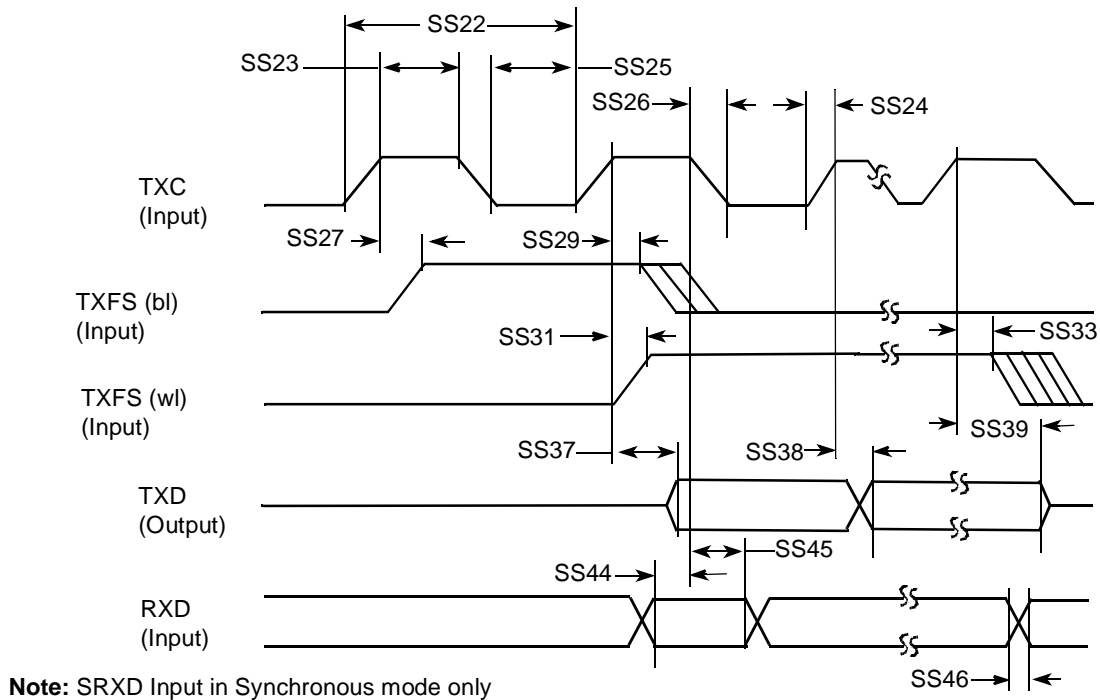 SS22
SS23
SS25
SS26
SS24
TXC
(Input)
SS27
SS29
TXFS (bl)
(Input)
SS31
SS33
TXFS (wl)
(Input)
SS39
SS37
SS38
TXD
(Output)
SS45
SS44
RXD
(Input)
SS46
Note: SRXD Input in Synchronous mode only